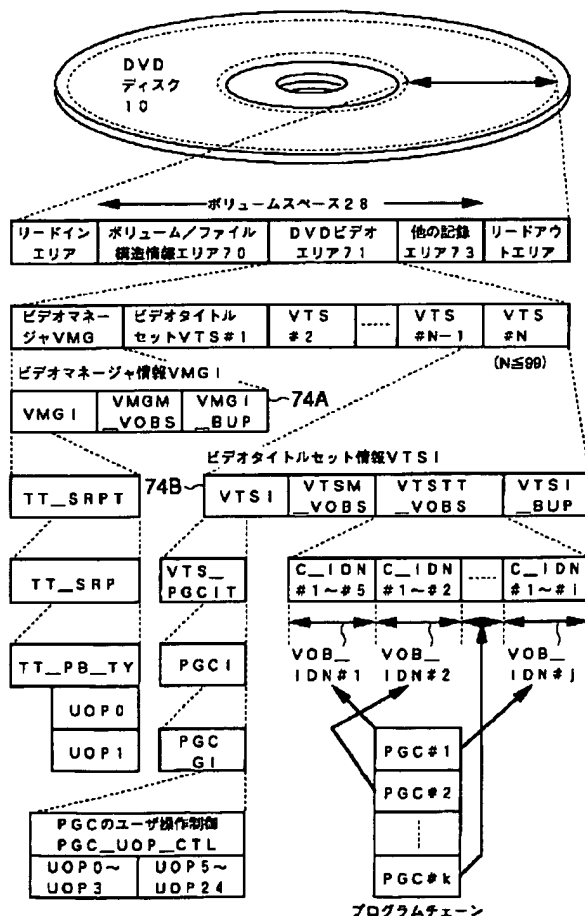 DVD
ディスク
10
ボリュームスペース28
リードイン
エリア
ボリューム/ファイル
構造情報エリア70
DVDビデオ
エリア71
他の記録
エリア73
リードアウ
トエリア
ビデオマネー
ジャVMG
ビデオタイトル
セットVTS#1
VTS
#2
VTS
#N-1
VTS
#N
(N≦99)
ビデオマネージャ情報VMGI
VMGI
VMGM
_VOBS
VMGI
_BUP
74A
ビデオタイトルセット情報VTSI
74B
VTSI
VTSM
_VOBS
VTSTT
_VOBS
VTSI
_BUP
TT_SRPT
TT_SRP
TT_PB_TY
UOP0
UOP1
VTS_
PGCIT
PGCI
PGC
_GI
C_IDN
#1~#5
C_IDN
#1~#2
C_IDN
#1~#i
VOB_
IDN#1
VOB_
IDN#2
VOB_
IDN#j
PGC#1
PGC#2
PGC#k
プログラムチェーン
PGCのユーザ操作制御
PGC_UOP_CTL
UOP0~
UOP3
UOP5~
UOP24